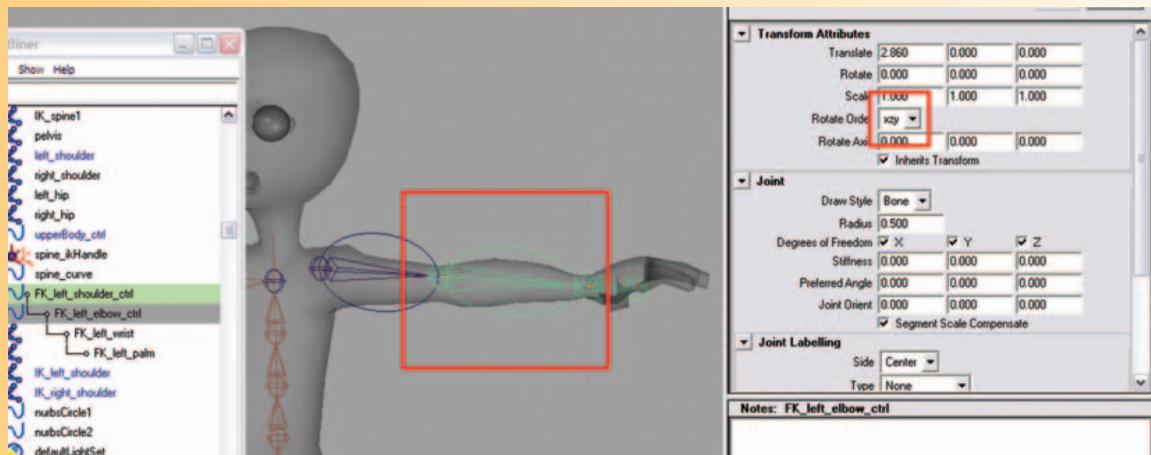 tliner
Show Help
IK_spine1
pelvis
left_shoulder
right_shoulder
left_hip
right_hip
upperBody_ctrl
spine_ikHandle
spine_curve
FK_left_shoulder_ctrl
FK_left_elbow_ctrl
FK_left_wrist
FK_left_palm
IK_left_shoulder
IK_right_shoulder
nurbsCircle1
nurbsCircle2
defaultLightSet
Transform Attributes
Translate 2.860 0.000 0.000
Rotate 0.000 0.000 0.000
Scale 1.000 1.000 1.000
Rotate Orde xzy
Rotate Axi 0.000 0.000 0.000
Inherits Transform
Joint
Draw Style Bone
Radius 0.500
Degrees of Freedom X Y Z
Stiffness 0.000 0.000 0.000
Preferred Angle 0.000 0.000 0.000
Joint Orient 0.000 0.000 0.000
Segment Scale Compensate
Joint Labelling
Side Center
Type None
Notes: FK_left_elbow_ctrl